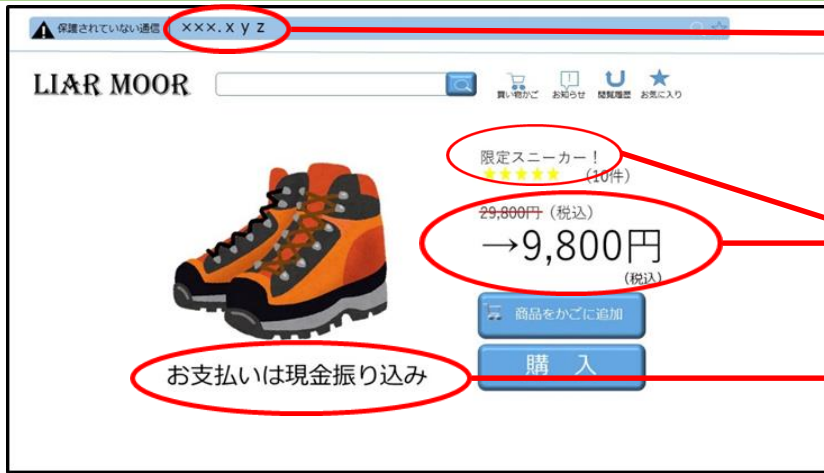 保護されていない通信
×××.x y z
LIAR MOOR
買い物かご お知らせ 閲覧履歴 お気に入り
限定スニーカー!
★★★★★ (10件)
29,800円 (税込)
→9,800円
(税込)
商品をかごに追加
購 入
お支払いは現金振り込み